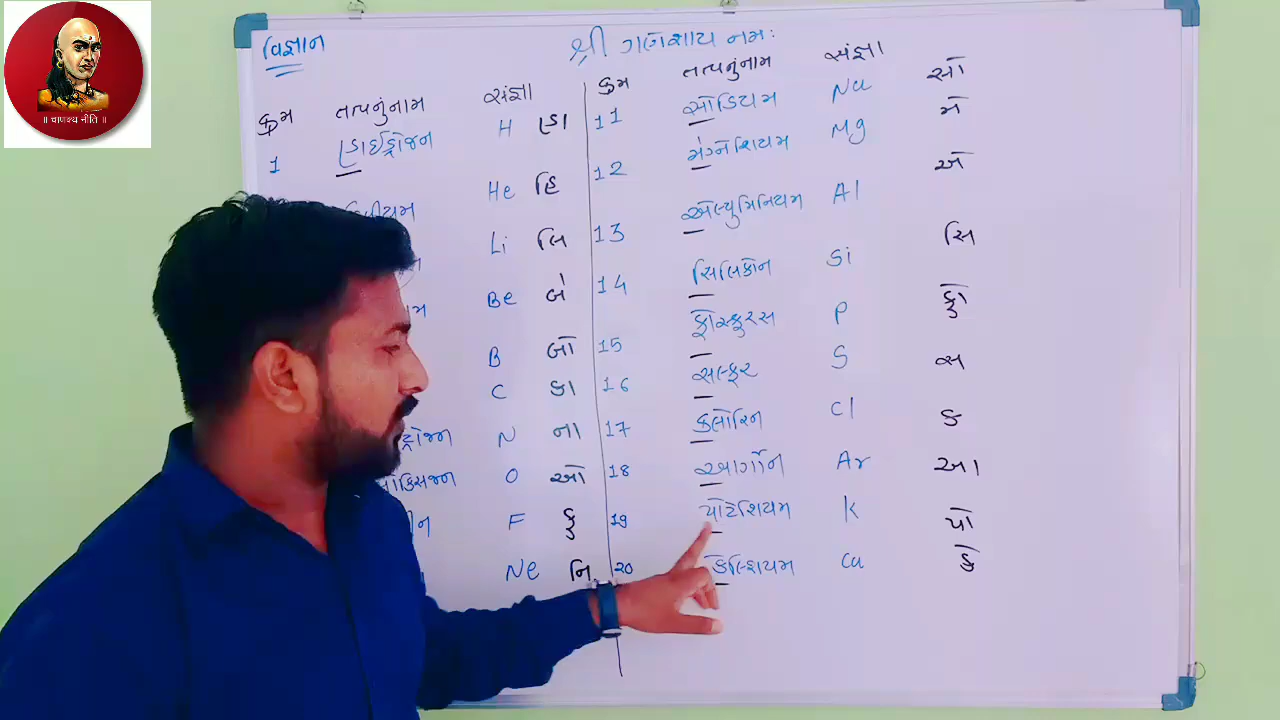 ॥ चाणक्य नीति ॥
વિજ્ઞાન
શ્રી ગણેશાય નમઃ
ક્રમ તત્વનુંનામ સંજ્ઞા
1 હાઈડ્રોજન H હા
He હિ
Li લિ
Be બે
B બો
C કા
N ના
O ઓ
F ફ્લુ
Ne નિ
ક્રમ તત્વનુંનામ સંજ્ઞા
11 સોડિયમ Na સો
12 મેગ્નેશિયમ Mg મે
13 એલ્યુમિનિયમ Al એ
14 સિલિકોન Si સિ
15 ફોસ્ફરસ P ફો
16 સલ્ફર S સ
17 કલોરિન Cl ક
18 આર્ગોન Ar આ
19 પોટેશિયમ K પો
20 કેલ્શિયમ Ca કે